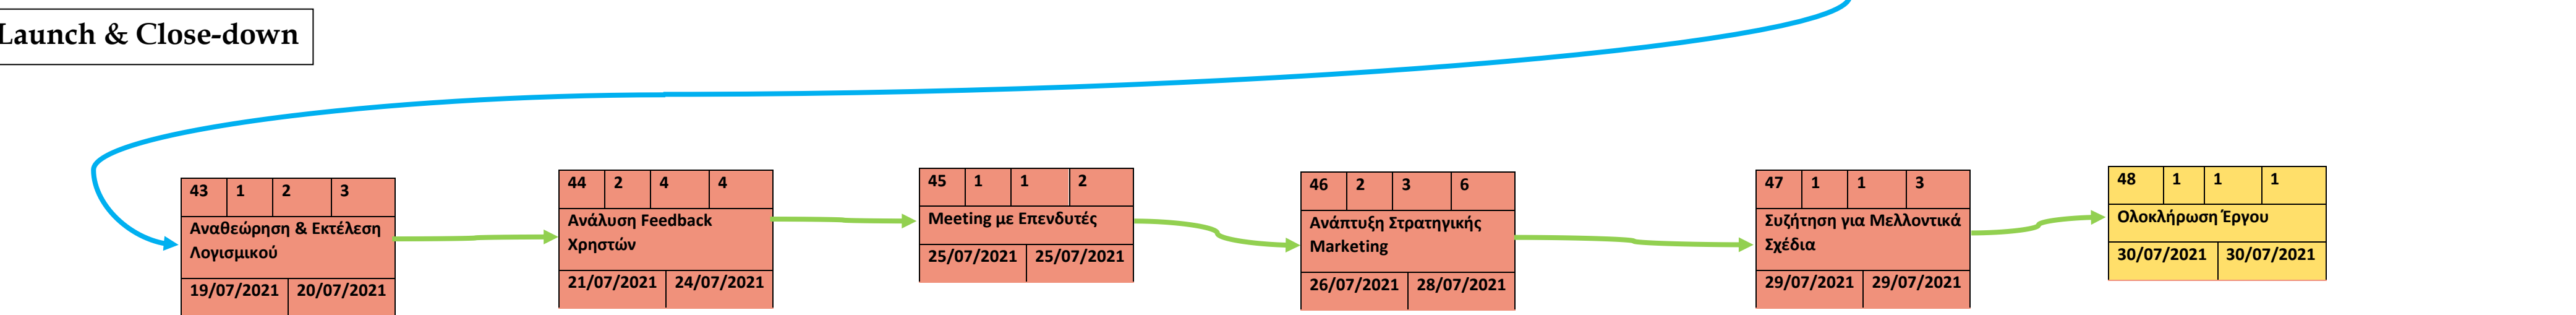 Launch & Close-down
43 1 2 3
Αναθεώρηση & Εκτέλεση
Λογισμικού
19/07/2021 20/07/2021
44 2 4 4
Ανάλυση Feedback
Χρηστών
21/07/2021 24/07/2021
45 1 1 2
Meeting με Επενδυτές
25/07/2021 25/07/2021
46 2 3 6
Ανάπτυξη Στρατηγικής
Marketing
26/07/2021 28/07/2021
47 1 1 3
Συζήτηση για Μελλοντικά
Σχέδια
29/07/2021 29/07/2021
48 1 1 1
Ολοκλήρωση Έργου
30/07/2021 30/07/2021